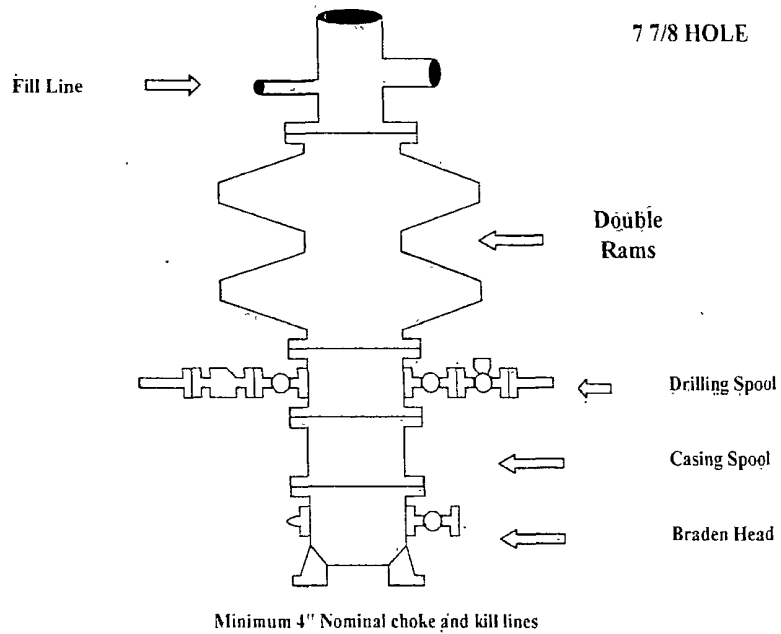 7 7/8 HOLE
Fill Line
Double
Rams
Drilling Spool
Casing Spool
Braden Head
Minimum 4" Nominal choke and kill lines